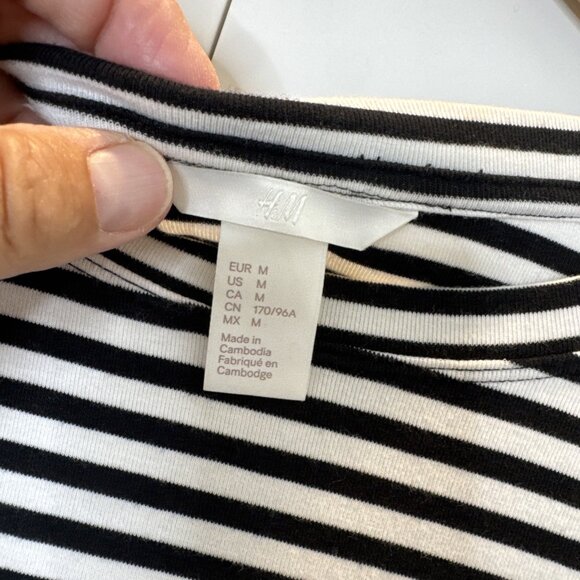 H&M
EUR M
US M
CA M
CN 170/96A
MX M
Made in
Cambodia
Fabriqué en
Cambodge